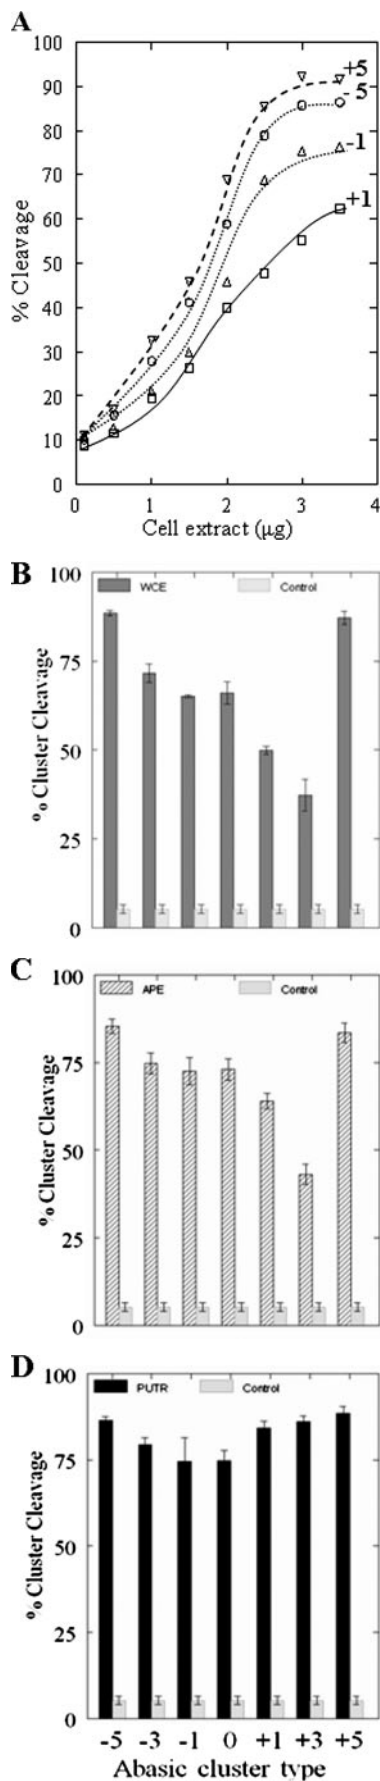 A
100
90
80
70
60
50
40
30
20
10
0
% Cleavage
+5
- 5
-1
+1
0 1 2 3 4
Cell extract (μg)
B
WCE Control
100
75
50
25
0
% Cluster Cleavage
C
APE Control
100
75
50
25
0
% Cluster Cleavage
D
PUTR Control
100
75
50
25
0
% Cluster Cleavage
-5 -3 -1 0 +1 +3 +5
Abasic cluster type